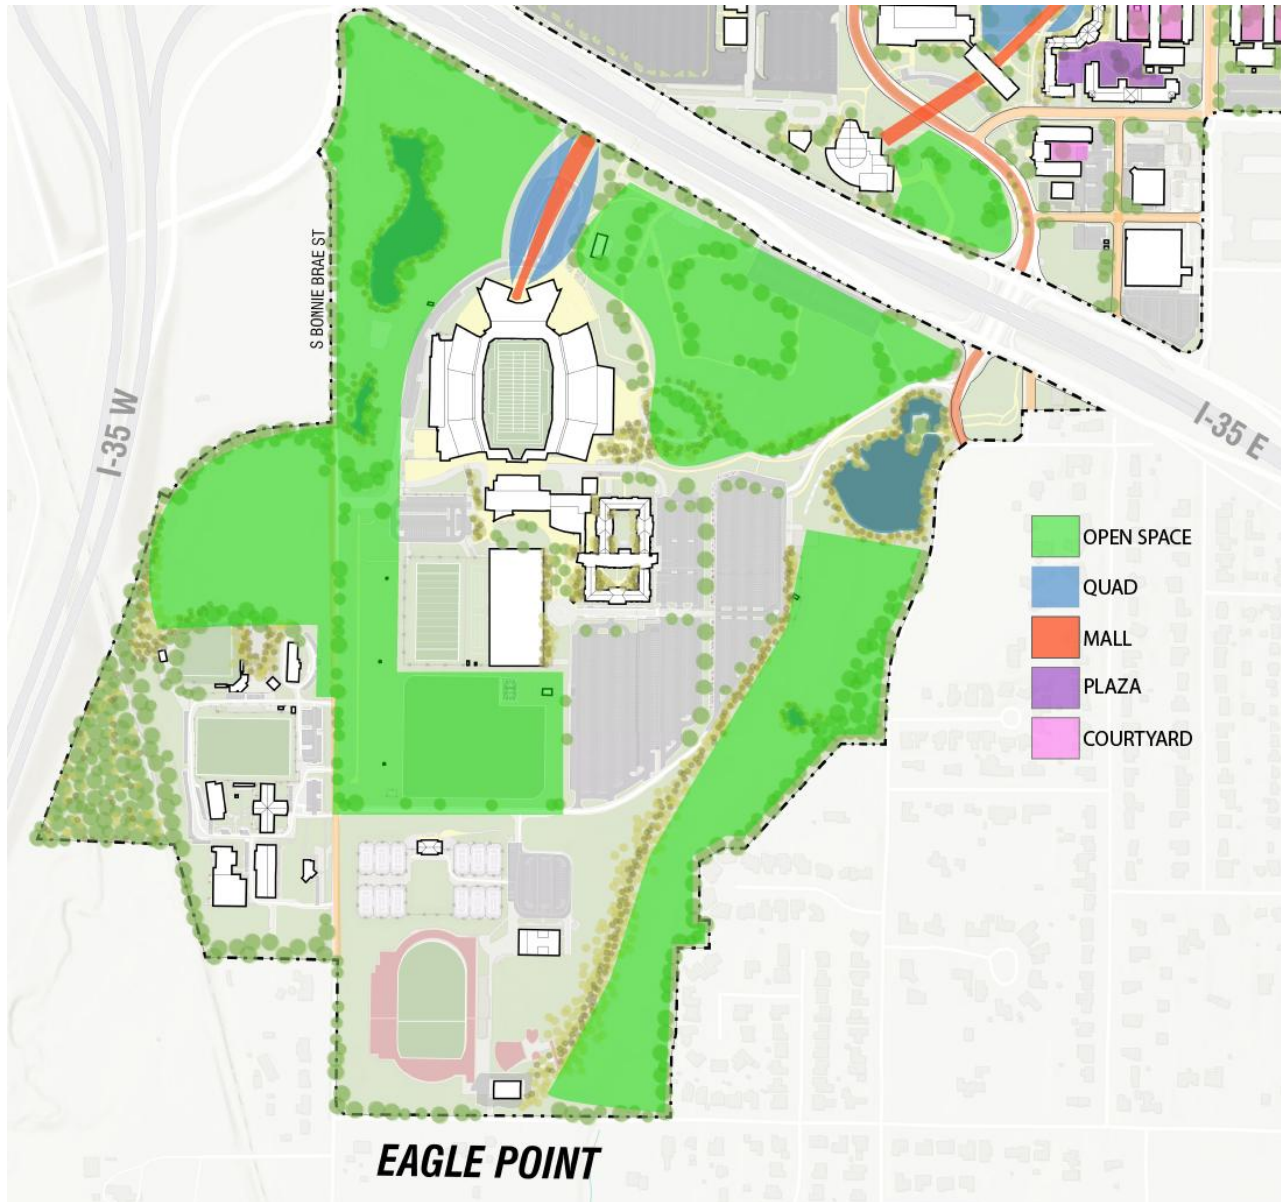 S BONNIE BRAE ST
I-35 W
I-35 E
OPEN SPACE
QUAD
MALL
PLAZA
COURTYARD
EAGLE POINT